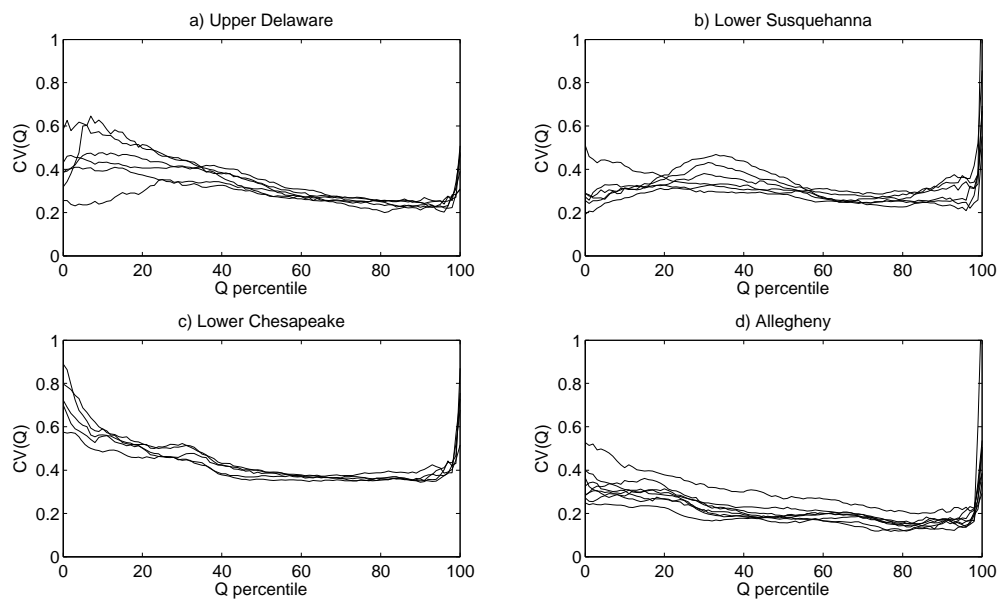 a) Upper Delaware
1
0.8
0.6
0.4
0.2
0
CV(Q)
0 20 40 60 80 100
Q percentile
b) Lower Susquehanna
1
0.8
0.6
0.4
0.2
0
CV(Q)
0 20 40 60 80 100
Q percentile
c) Lower Chesapeake
1
0.8
0.6
0.4
0.2
0
CV(Q)
0 20 40 60 80 100
Q percentile
d) Allegheny
1
0.8
0.6
0.4
0.2
0
CV(Q)
0 20 40 60 80 100
Q percentile